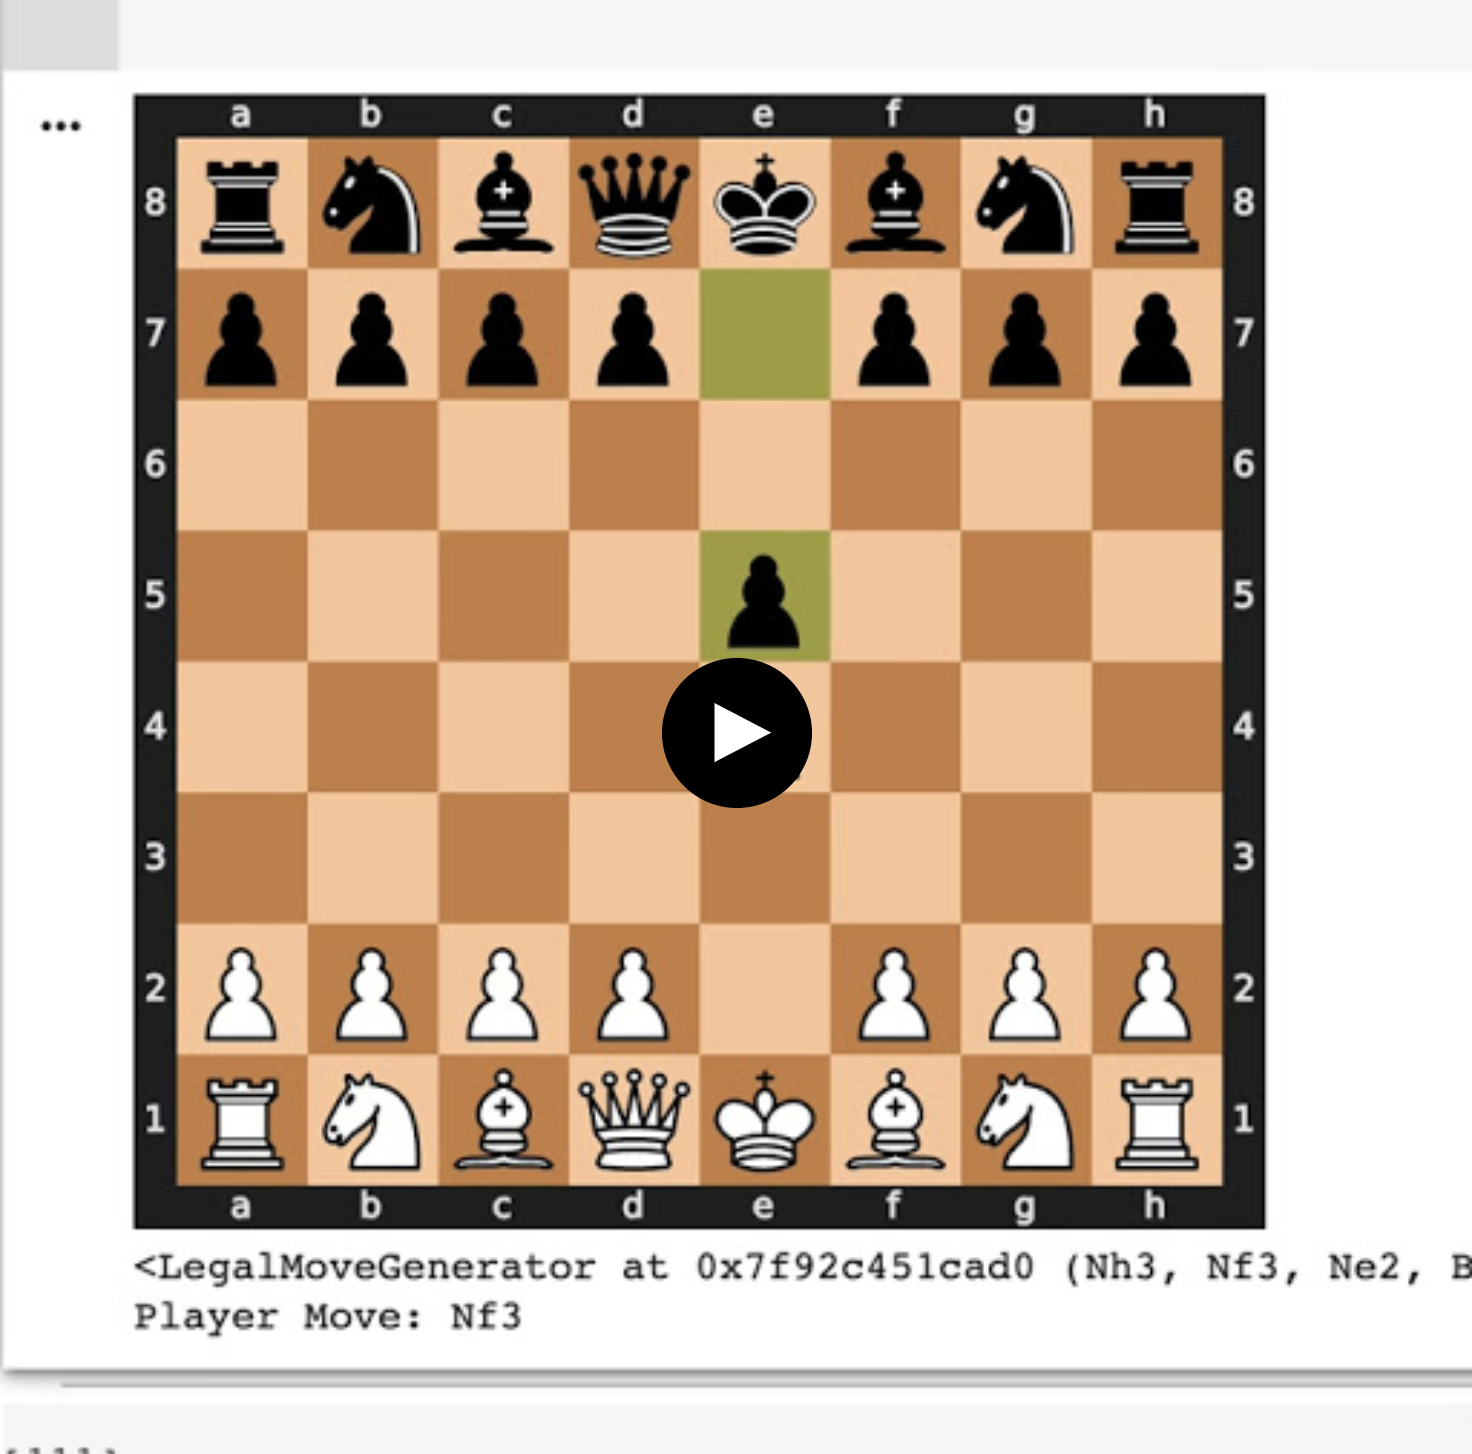 ...
a b c d e f g h
8 8
7 7
6 6
5 5
4 4
3 3
2 2
1 1
a b c d e f g h
<LegalMoveGenerator at 0x7f92c451cad0 (Nh3, Nf3, Ne2, B
Player Move: Nf3